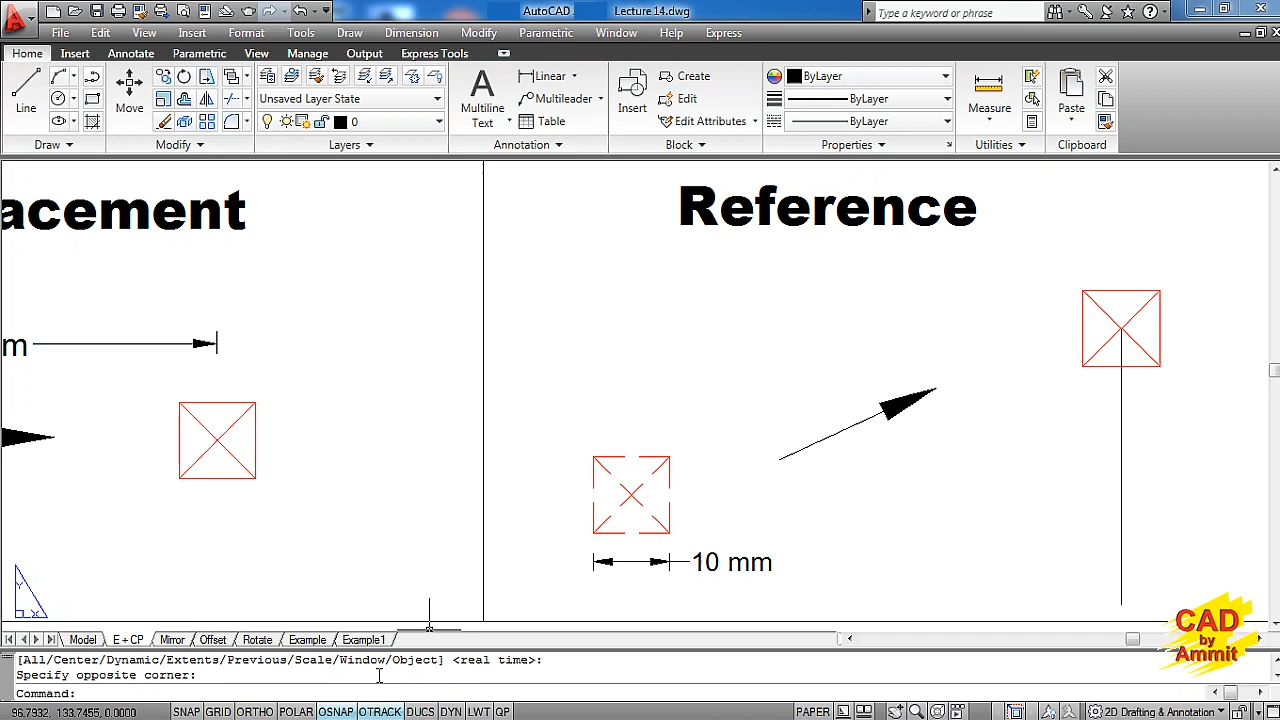 AutoCAD Lecture 14.dwg Type a keyword or phrase
File Edit View Insert Format Tools Draw Dimension Modify Parametric Window Help Express
Home Insert Annotate Parametric View Manage Output Express Tools
Line
Move
Unsaved Layer State
0
Multiline
Text
Linear
Multileader
Table
Insert
Create
Edit
Edit Attributes
ByLayer
ByLayer
ByLayer
Measure
Paste
Draw Modify Layers Annotation Block Properties Utilities Clipboard
acement
Reference
m
10 mm
Y
X
CAD
by
Ammit
Model E + CP Mirror Offset Rotate Example Example1
[All/Center/Dynamic/Extents/Previous/Scale/Window/Object] <real time>:
Specify opposite corner:
Command:
96.7932, 133.7455, 0.0000 SNAP GRID ORTHO POLAR OSNAP OTRACK DUCS DYN LWT QP PAPER 2D Drafting & Annotation